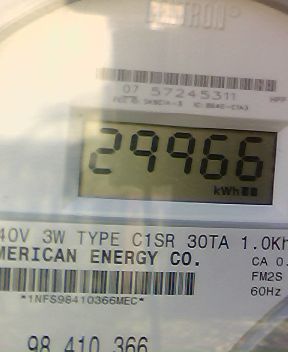 07 57245311
29966
kWh
40V 3W TYPE C1SR 30TA 1.0Kh
MERICAN ENERGY CO.
CA 0.
FM2S
60Hz
*1NFS98410366MEC*
98 410 366